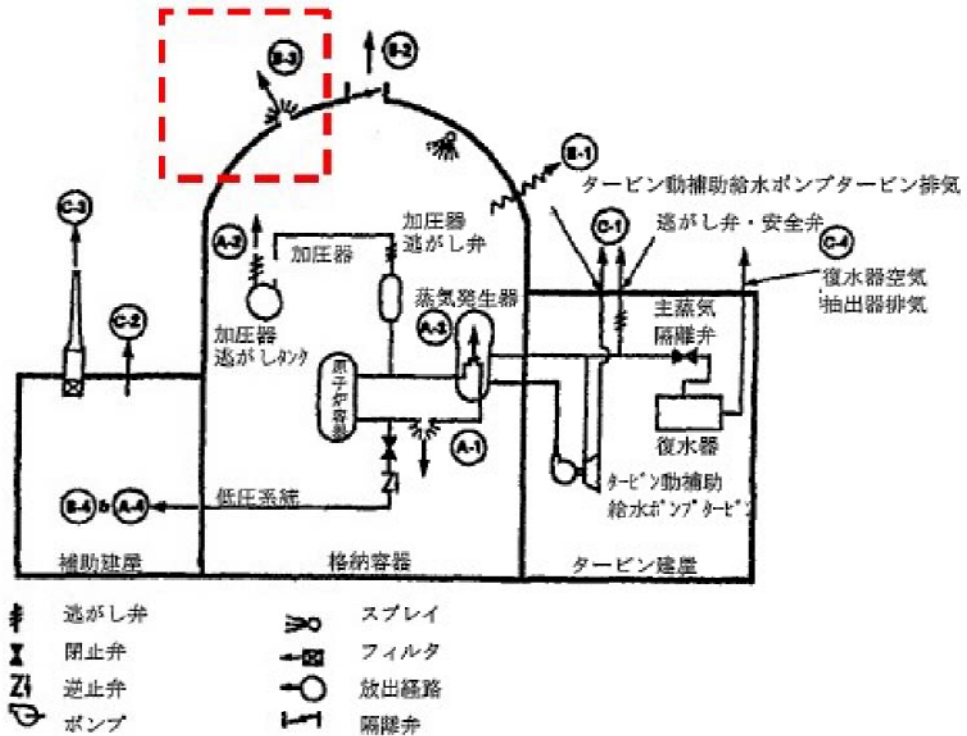 B-3
B-2
B-1
タービン動補助給水ポンプタービン排気
C-3
A-2
加圧器
加圧器
逃がし弁
C-1
逃がし弁・安全弁
C-4
復水器空気
抽出器排気
C-2
加圧器
逃がしタンク
蒸気発生器
A-3
主蒸気
隔離弁
原子炉容器
A-1
復水器
B-4 & A-4
低圧系統
タービン動補助
給水ポンプタービン
補助建屋
格納容器
タービン建屋
逃がし弁
スプレイ
閉止弁
フィルタ
逆止弁
放出経路
ポンプ
隔離弁